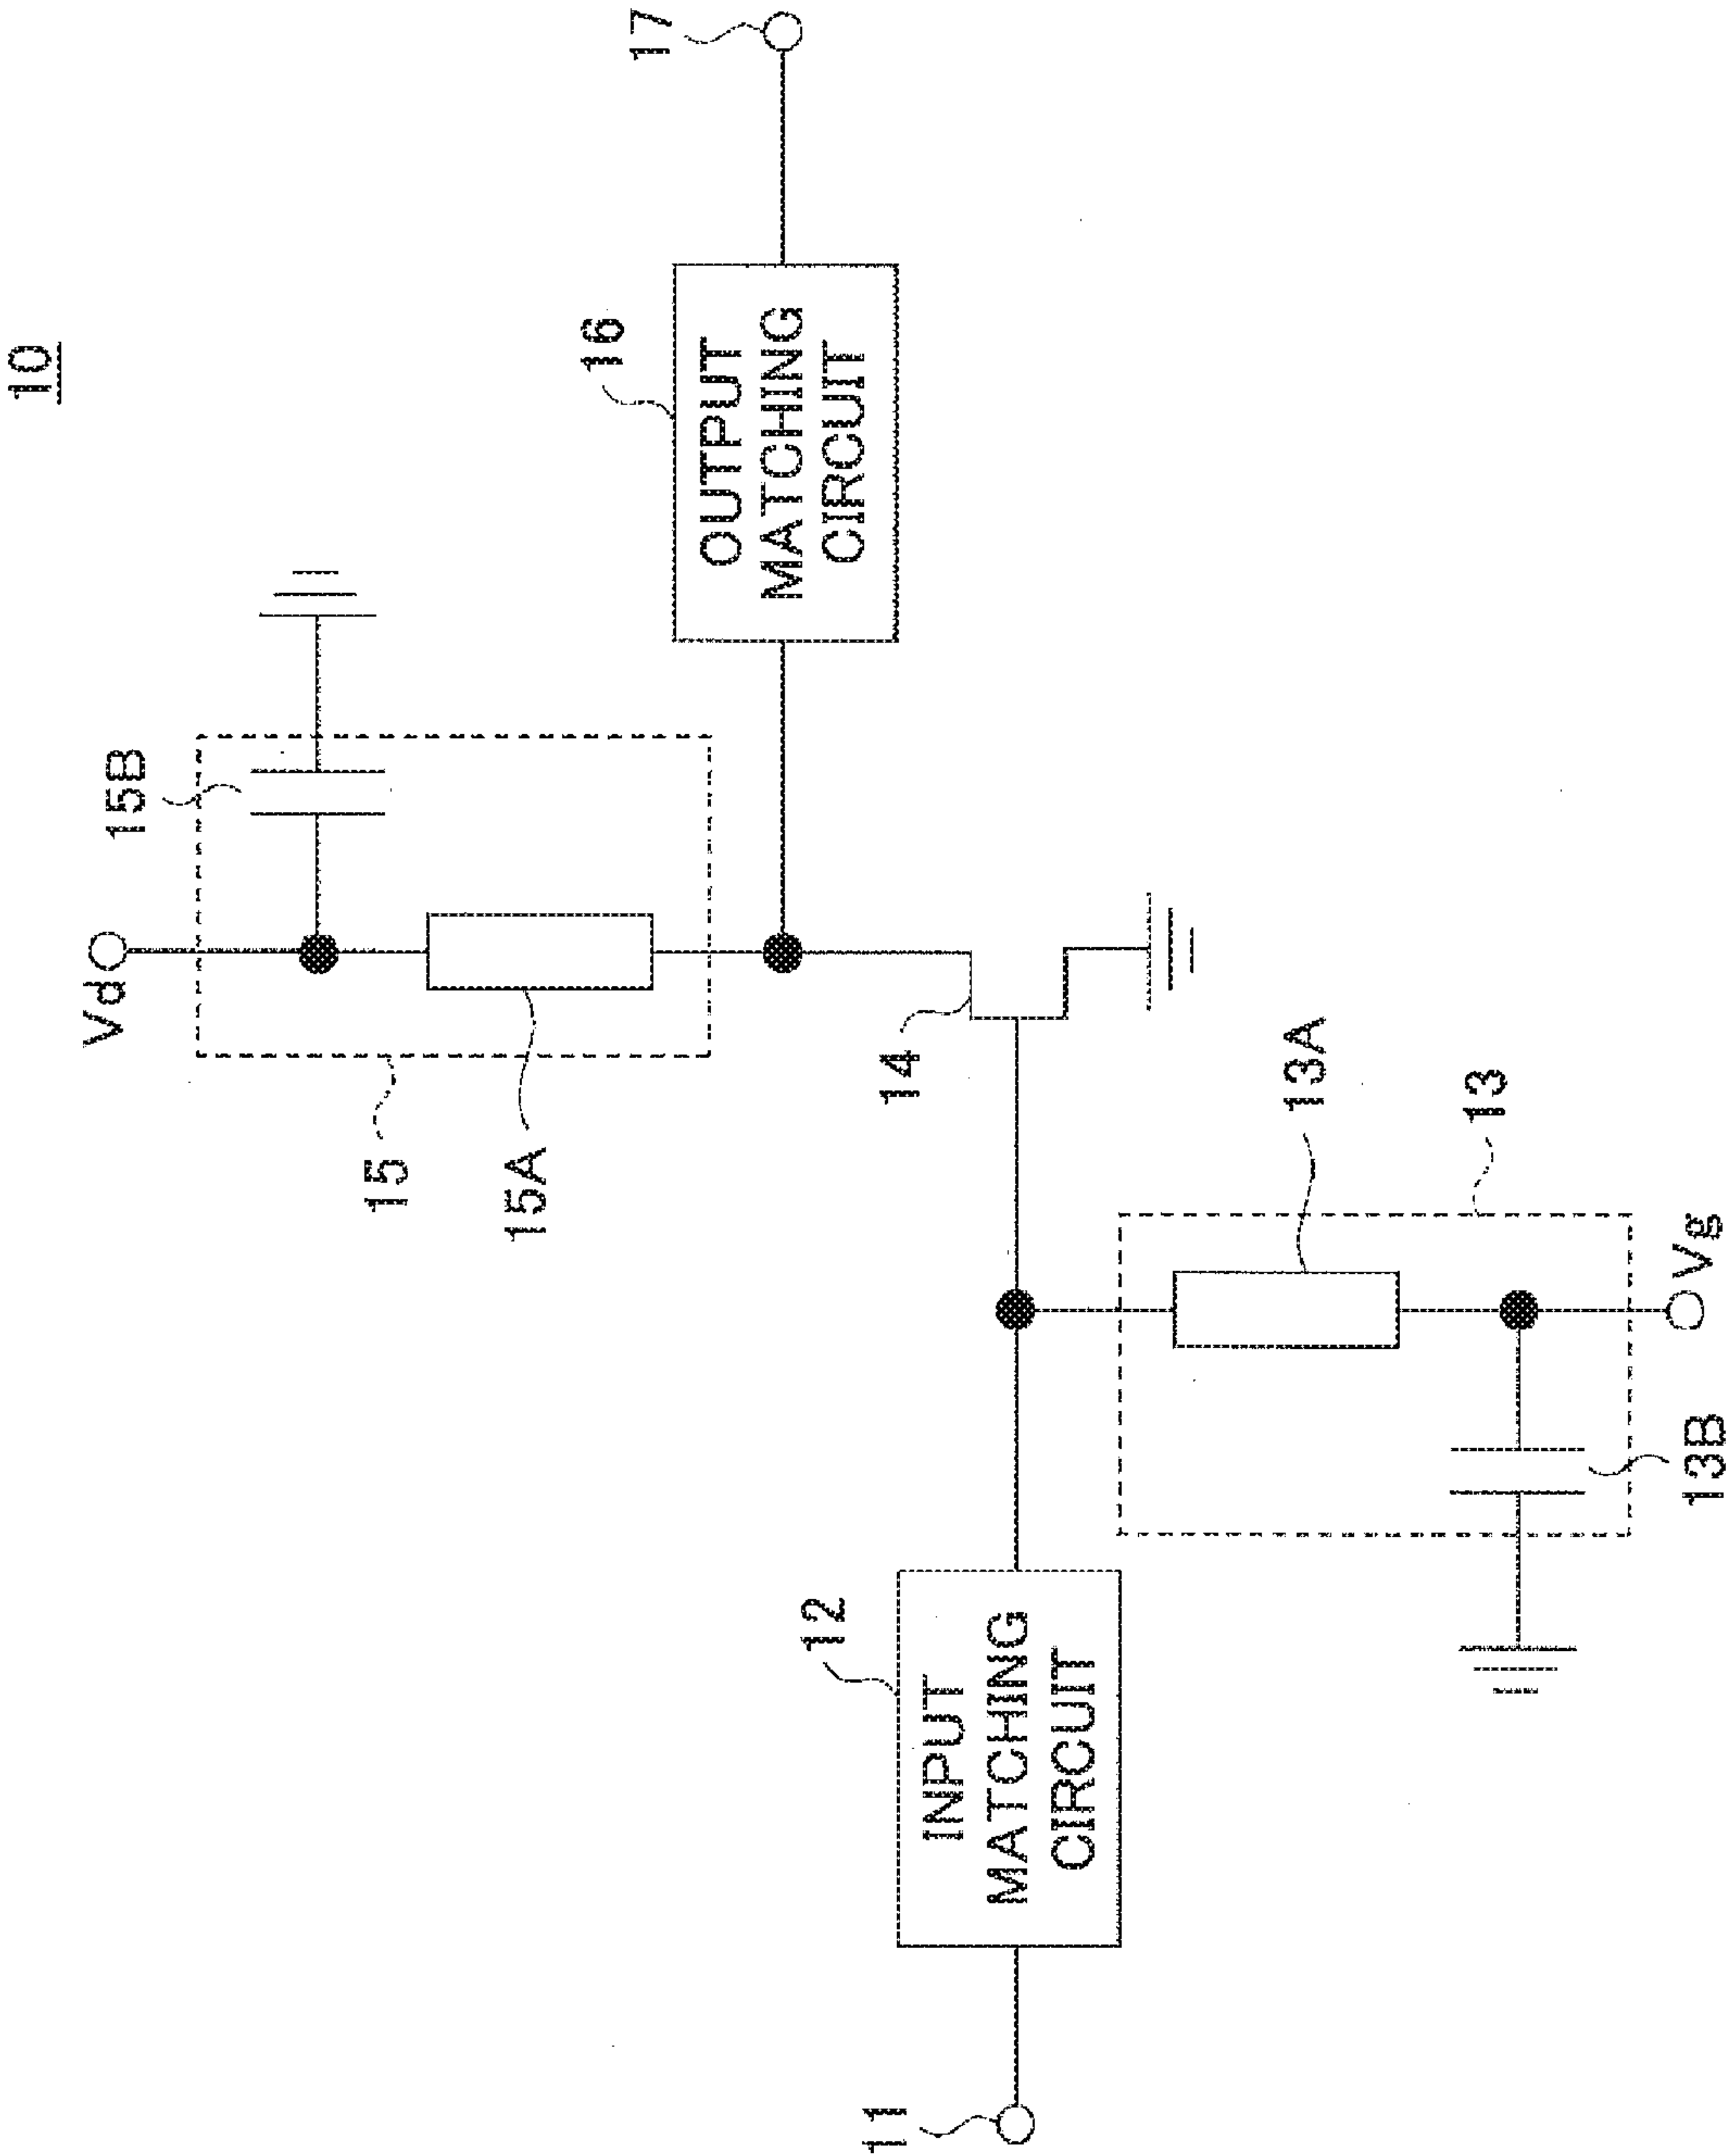 10
Vd
15B
15
15A
14
16
OUTPUT
MATCHING
CIRCUIT
17
11
12
INPUT
MATCHING
CIRCUIT
13A
13
13B
Vg